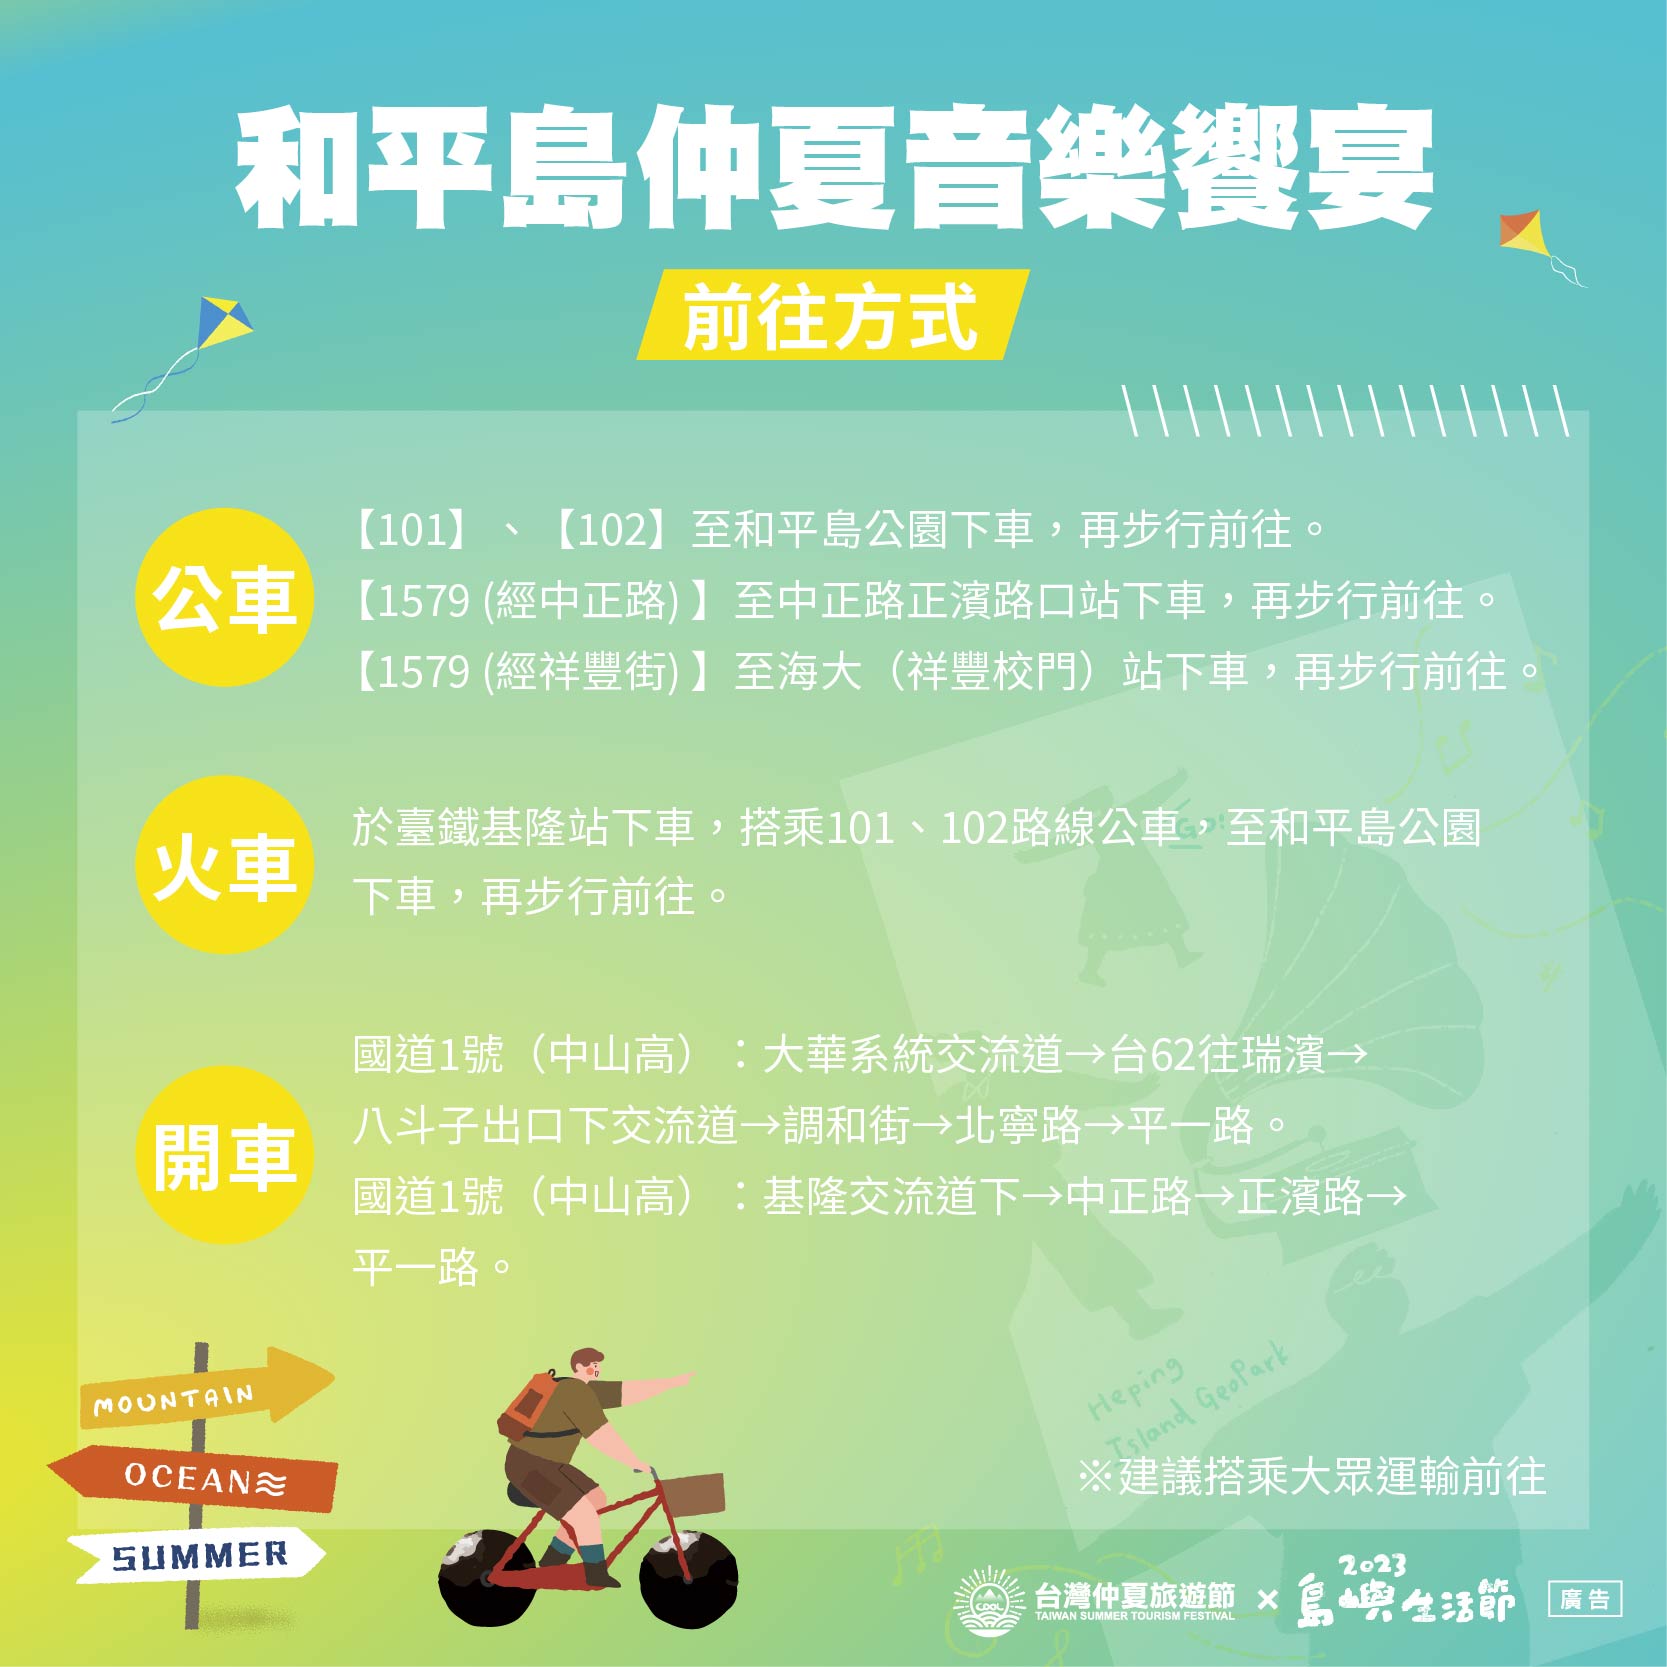 和平島仲夏音樂饗宴
前往方式
公車
【101】、【102】至和平島公園下車，再步行前往。
【1579 (經中正路) 】至中正路正濱路口站下車，再步行前往。
【1579 (經祥豐街) 】至海大（祥豐校門）站下車，再步行前往。
火車
於臺鐵基隆站下車，搭乘101、102路線公車，至和平島公園
下車，再步行前往。
Go!
開車
國道1號（中山高）：大華系統交流道→台62往瑞濱→
八斗子出口下交流道→調和街→北寧路→平一路。
國道1號（中山高）：基隆交流道下→中正路→正濱路→
平一路。
Heping
Island GeoPark
MOUNTAIN
OCEAN
SUMMER
※建議搭乘大眾運輸前往
COOL
台灣仲夏旅遊節
TAIWAN SUMMER TOURISM FESTIVAL
×
2023
島嶼生活節
廣告